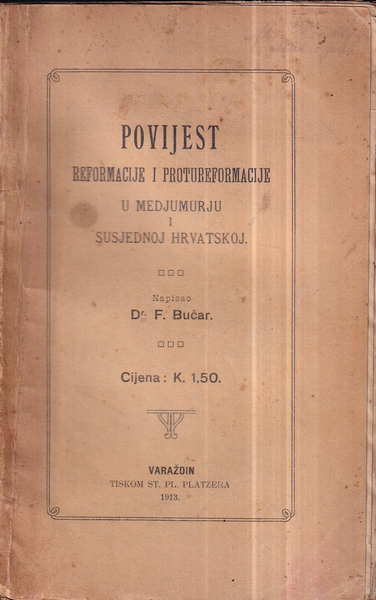 POVIJEST
REFORMACIJE I PROTUREFORMACIJE
U MEDJUMURJU
I
SUSJEDNOJ HRVATSKOJ.
Napisao
Dr. F. Bučar.
Cijena: K. 1,50.
VARAŽDIN
TISKOM ST. PL. PLATZERA
1913.